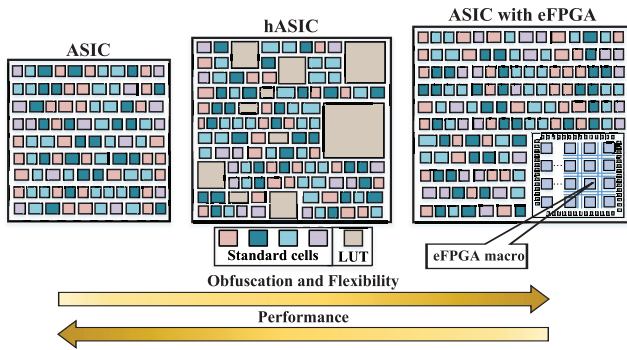 ASIC
hASIC
ASIC with eFPGA
Standard cells
LUT
eFPGA macro
Obfuscation and Flexibility
Performance